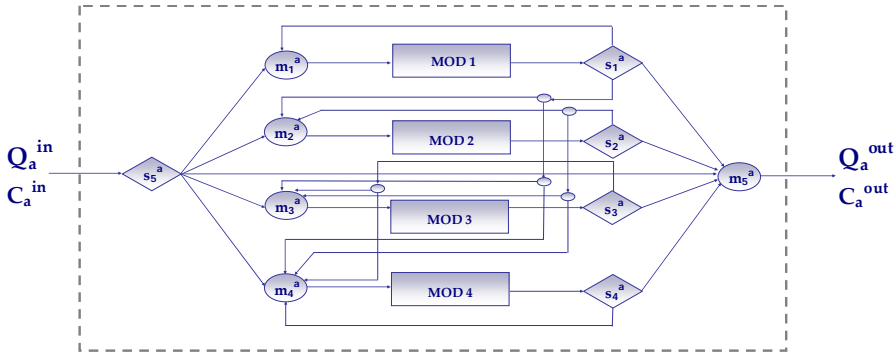 m₁ᵃ MOD 1 s₁ᵃ
m₂ᵃ MOD 2 s₂ᵃ
Qₐⁱⁿ
Cₐⁱⁿ
s₅ᵃ
m₅ᵃ
Qₐᵒᵘᵗ
Cₐᵒᵘᵗ
m₃ᵃ MOD 3 s₃ᵃ
m₄ᵃ MOD 4 s₄ᵃ